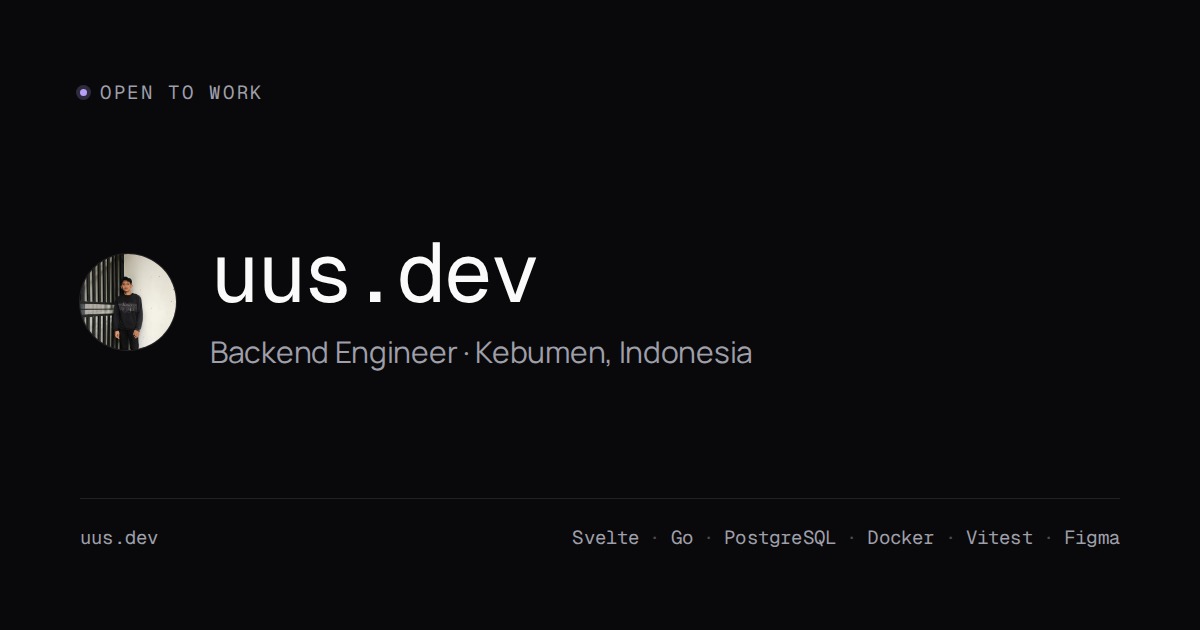 OPEN TO WORK
uus.dev
Backend Engineer · Kebumen, Indonesia
uus.dev
Svelte · Go · PostgreSQL · Docker · Vitest · Figma